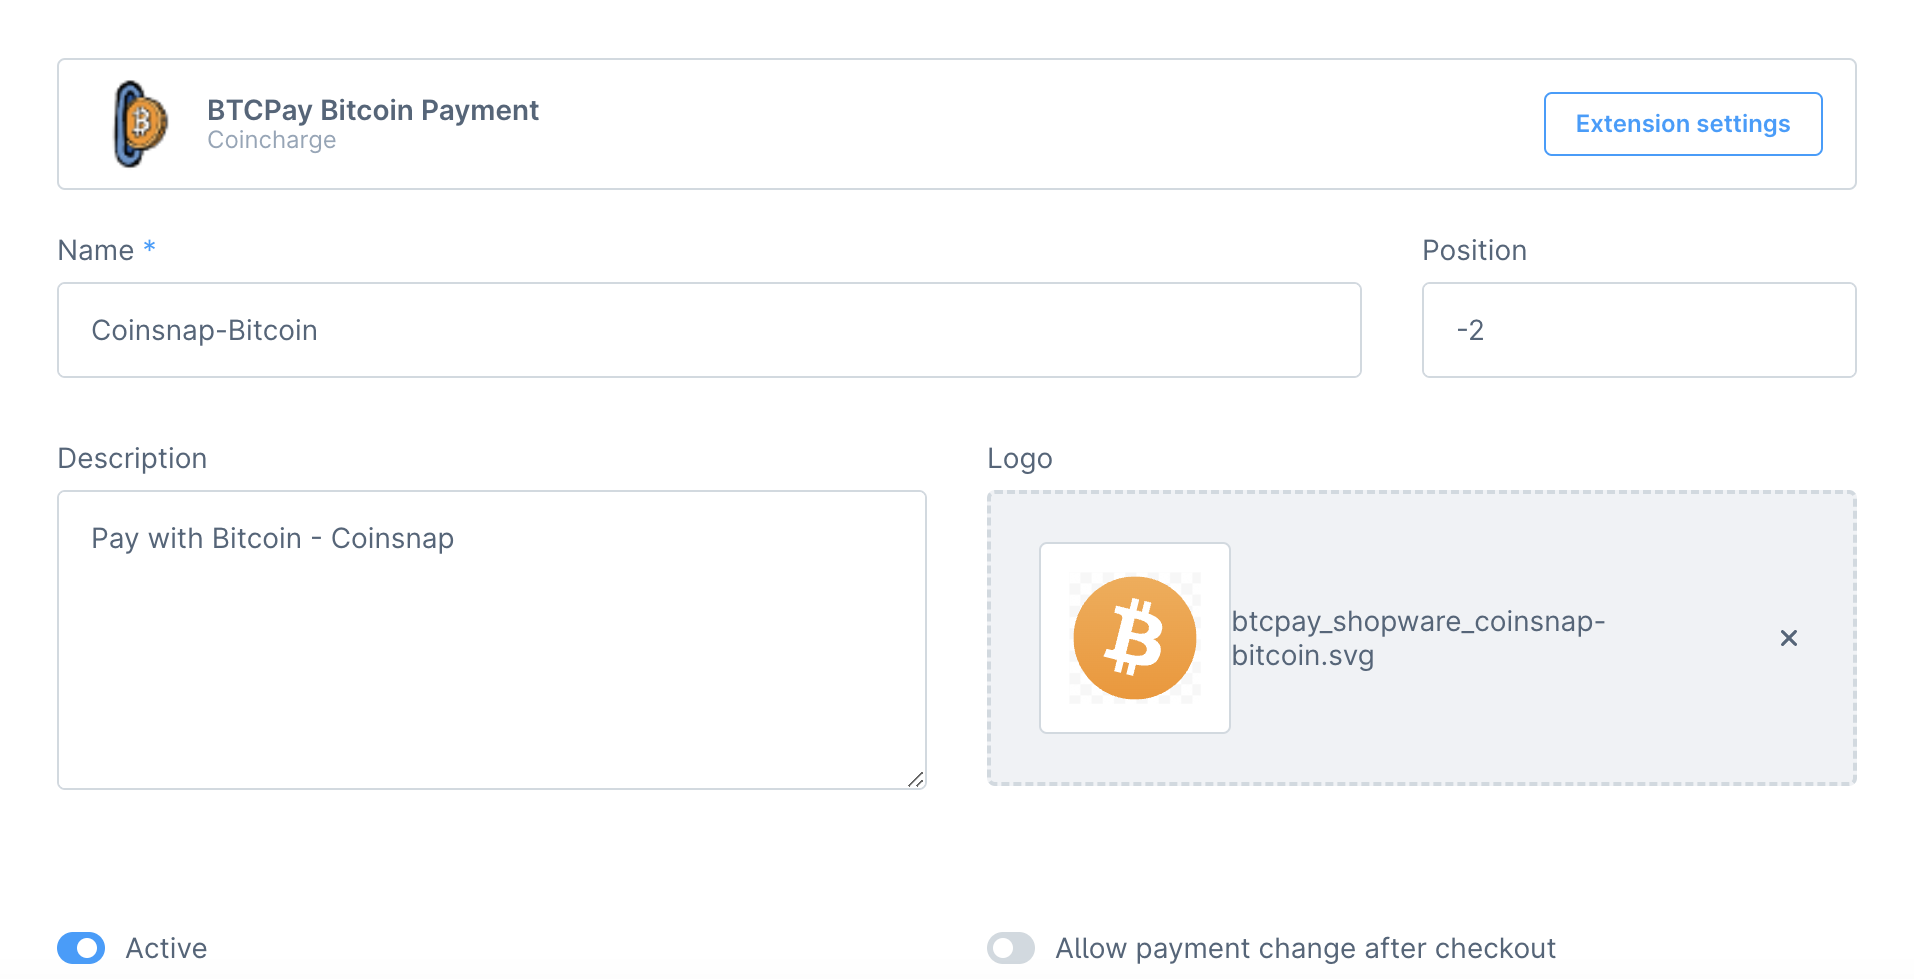 BTCPay Bitcoin Payment
Coincharge
Extension settings
Name *
Position
Coinsnap-Bitcoin
-2
Description
Logo
Pay with Bitcoin - Coinsnap
btcpay_shopware_coinsnap-
bitcoin.svg
Active
Allow payment change after checkout